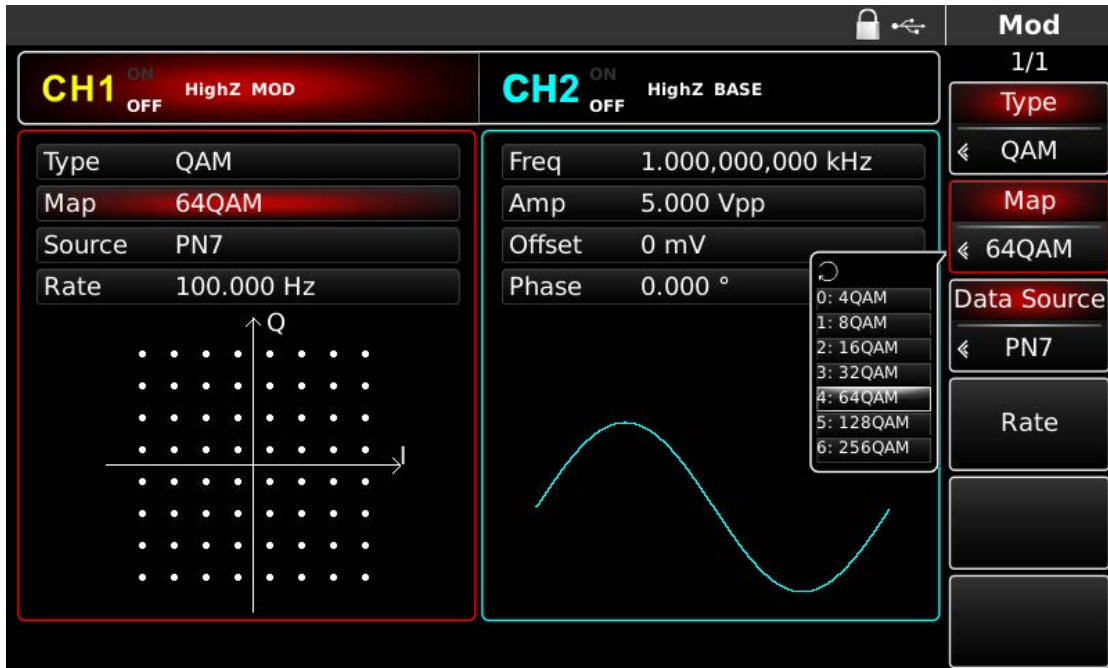 Mod
1/1
CH1 ON OFF HighZ MOD
CH2 ON OFF HighZ BASE
Type QAM
Map 64QAM
Source PN7
Rate 100.000 Hz
Q
I
Freq 1.000,000,000 kHz
Amp 5.000 Vpp
Offset 0 mV
Phase 0.000 °
0: 4QAM
1: 8QAM
2: 16QAM
3: 32QAM
4: 64QAM
5: 128QAM
6: 256QAM
Type
QAM
Map
64QAM
Data Source
PN7
Rate